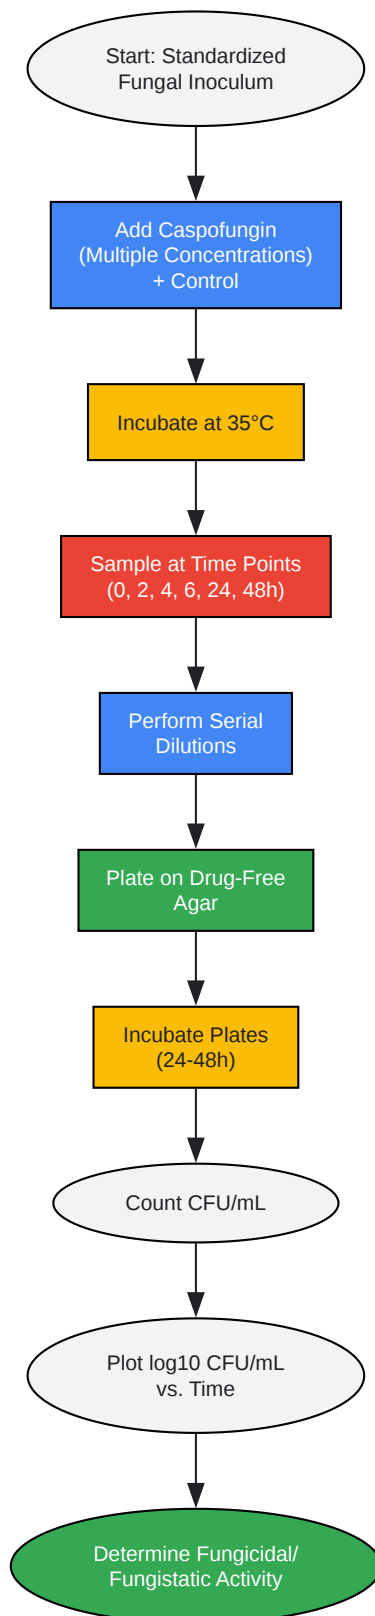 Start: Standardized
Fungal Inoculum
Add Caspofungin
(Multiple Concentrations)
+ Control
Incubate at 35°C
Sample at Time Points
(0, 2, 4, 6, 24, 48h)
Perform Serial
Dilutions
Plate on Drug-Free
Agar
Incubate Plates
(24-48h)
Count CFU/mL
Plot log10 CFU/mL
vs. Time
Determine Fungicidal/
Fungistatic Activity